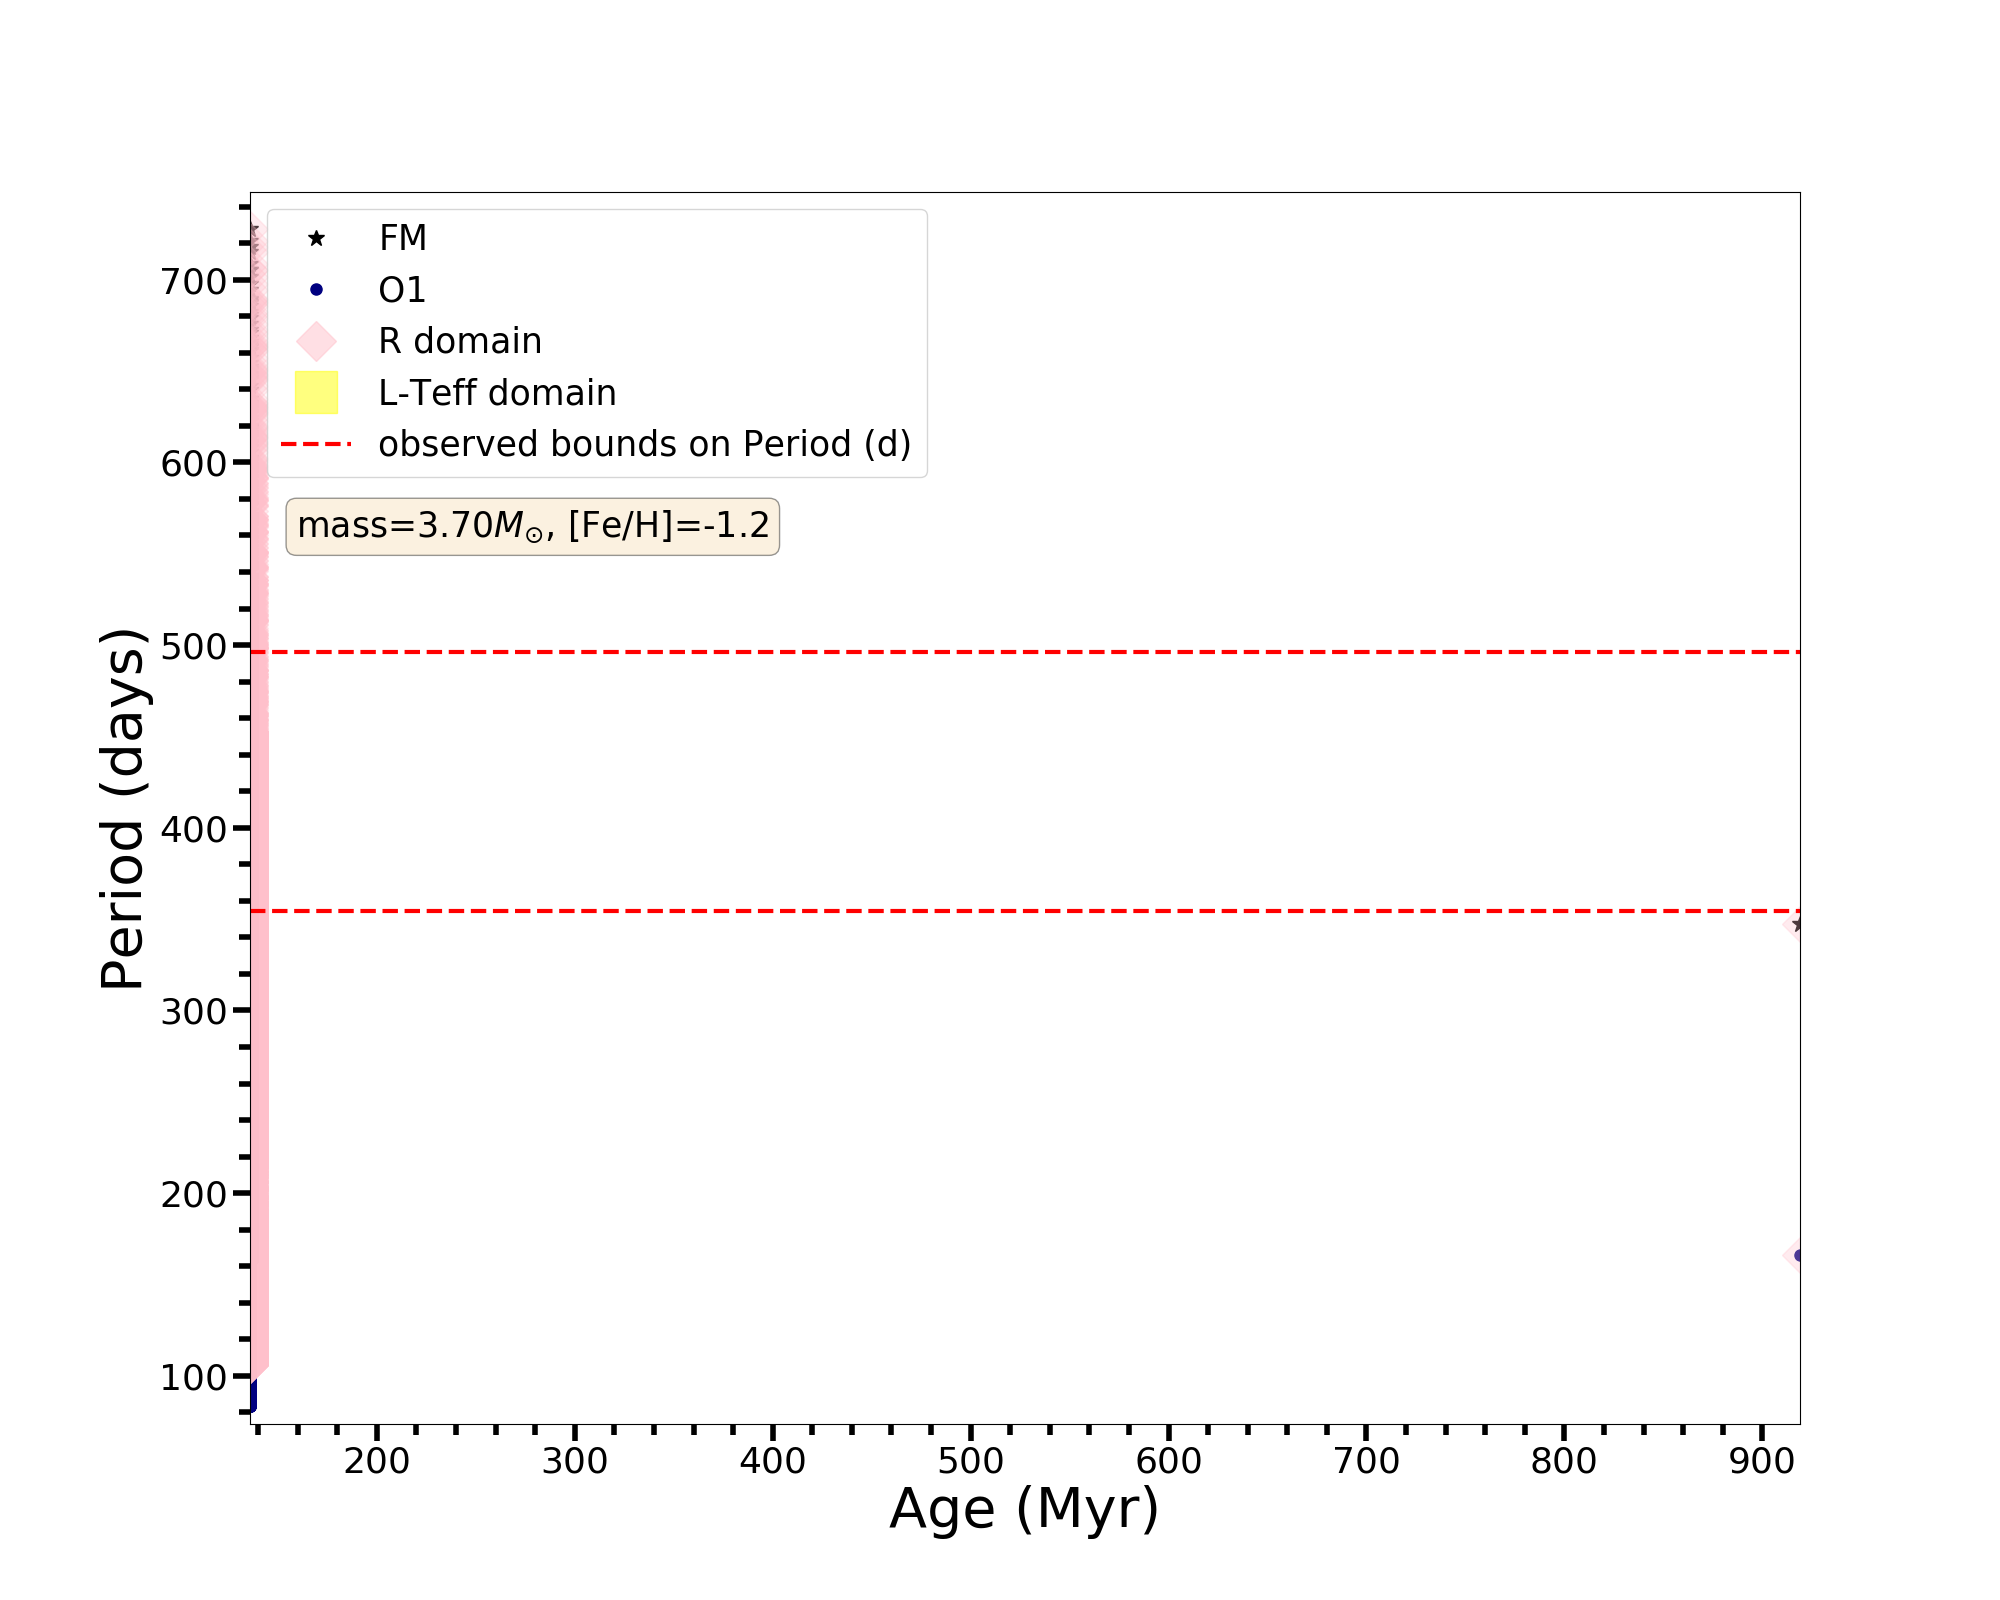 FM
O1
R domain
L-Teff domain
observed bounds on Period (d)
mass=3.70M⊙, [Fe/H]=-1.2
Period (days)
700
600
500
400
300
200
100
200 300 400 500 600 700 800 900
Age (Myr)